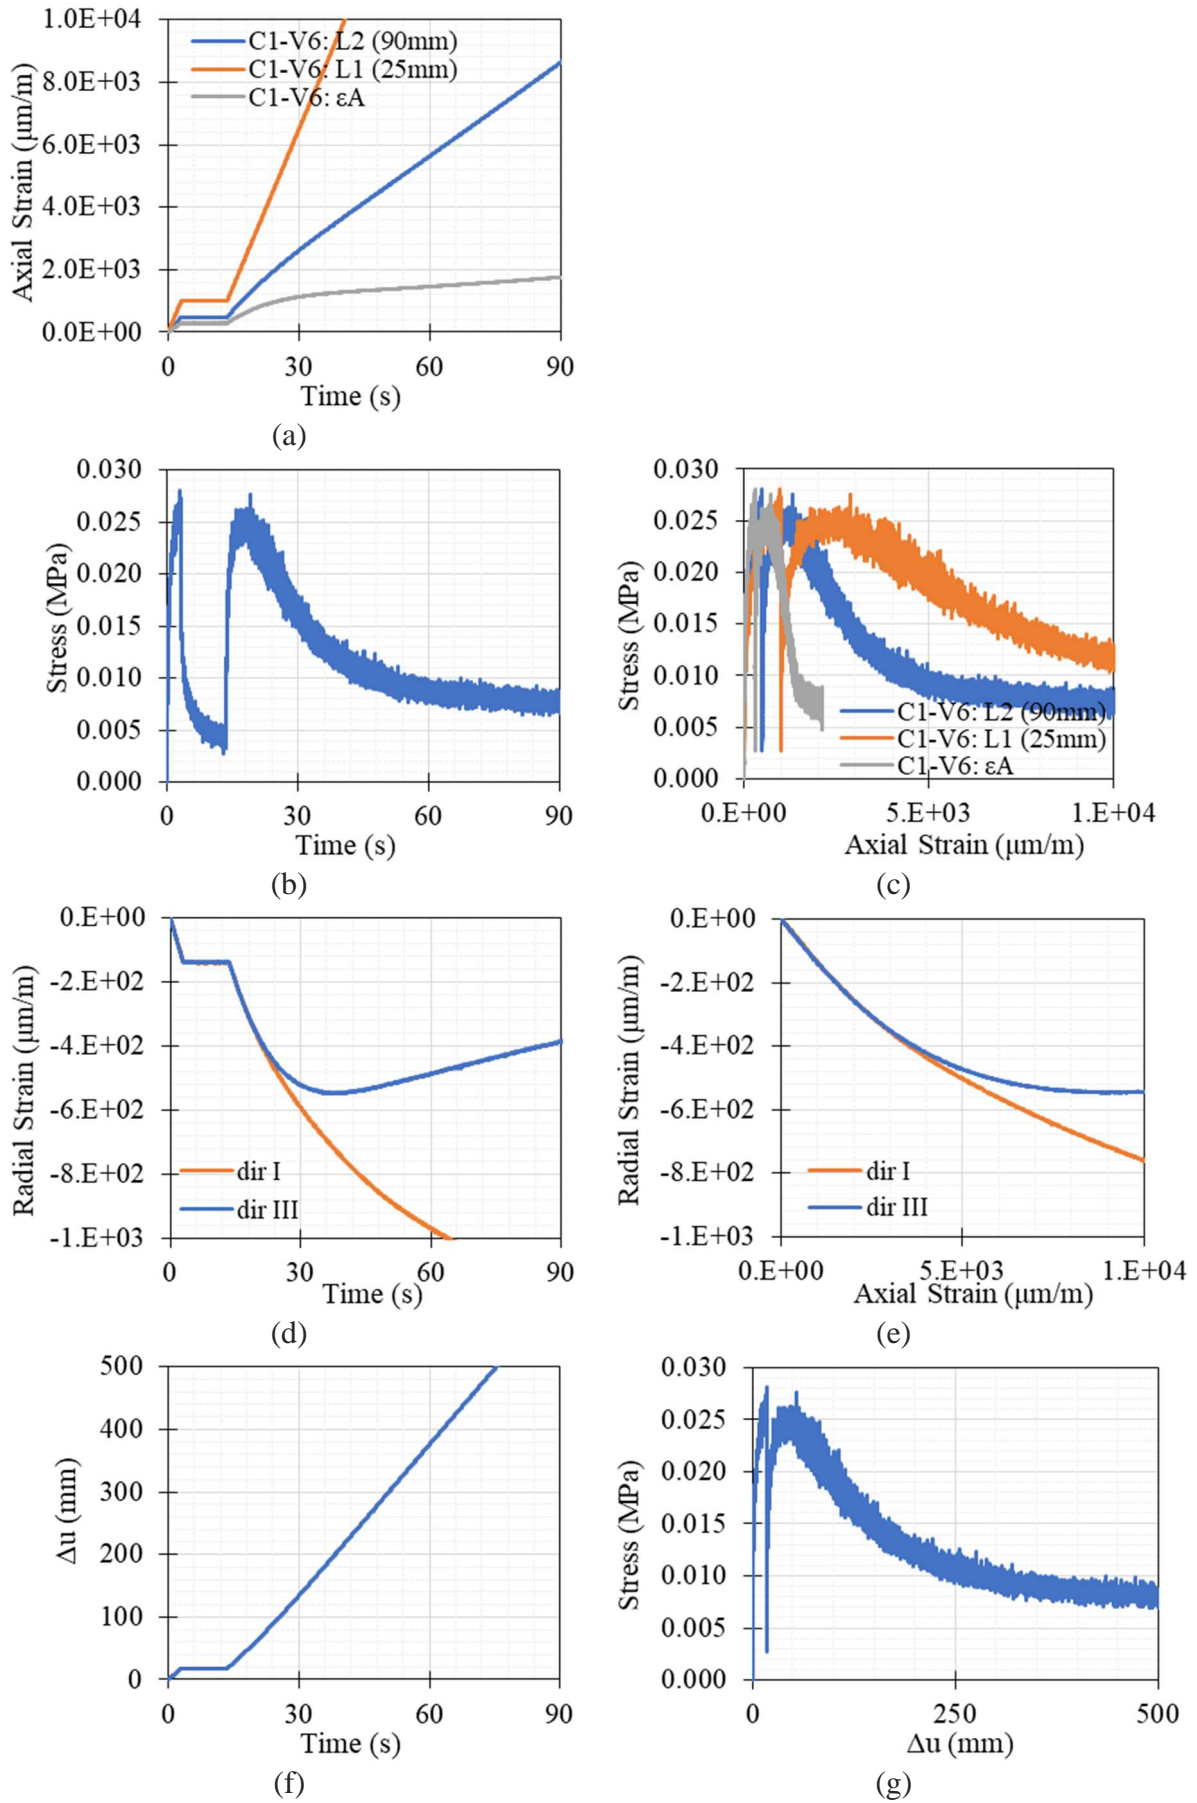 1.0E+04
8.0E+03
6.0E+03
4.0E+03
2.0E+03
0.0E+00
Axial Strain (μm/m)
C1-V6: L2 (90mm)
C1-V6: L1 (25mm)
C1-V6: εA
0 30 60 90
Time (s)
(a)
0.030
0.025
0.020
0.015
0.010
0.005
0.000
Stress (MPa)
0 30 60 90
Time (s)
(b)
0.030
0.025
0.020
0.015
0.010
0.005
0.000
Stress (MPa)
C1-V6: L2 (90mm)
C1-V6: L1 (25mm)
C1-V6: εA
0.E+00 5.E+03 1.E+04
Axial Strain (μm/m)
(c)
0.E+00
-2.E+02
-4.E+02
-6.E+02
-8.E+02
-1.E+03
Radial Strain (μm/m)
dir I
dir III
0 30 60 90
Time (s)
(d)
0.E+00
-2.E+02
-4.E+02
-6.E+02
-8.E+02
-1.E+03
Radial Strain (μm/m)
dir I
dir III
0.E+00 5.E+03 1.E+04
Axial Strain (μm/m)
(e)
500
400
300
200
100
0
Δu (mm)
0 30 60 90
Time (s)
(f)
0.030
0.025
0.020
0.015
0.010
0.005
0.000
Stress (MPa)
0 250 500
Δu (mm)
(g)